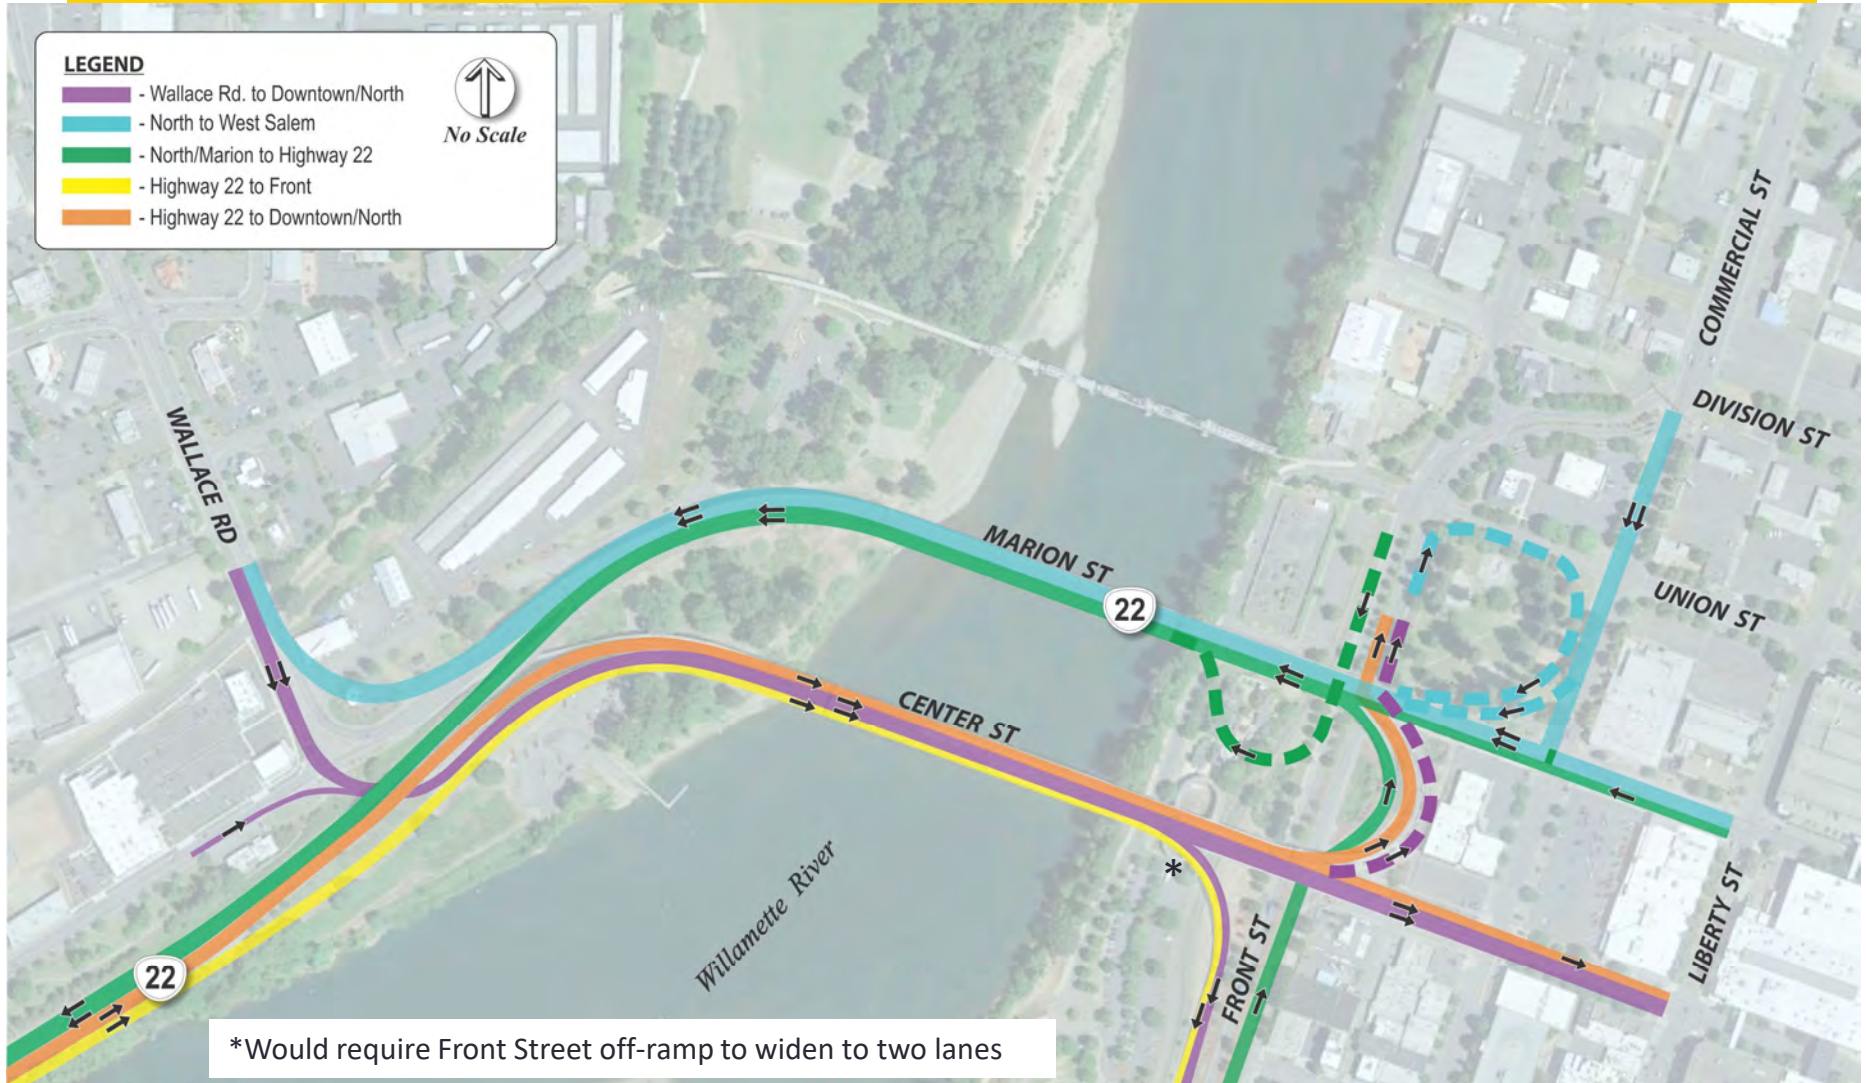 LEGEND
- Wallace Rd. to Downtown/North
- North to West Salem
- North/Marion to Highway 22
- Highway 22 to Front
- Highway 22 to Downtown/North
No Scale
COMMERCIAL ST
DIVISION ST
WALLACE RD
UNION ST
MARION ST
22
CENTER ST
Willamette River
FRONT ST
LIBERTY ST
22
*
*Would require Front Street off-ramp to widen to two lanes